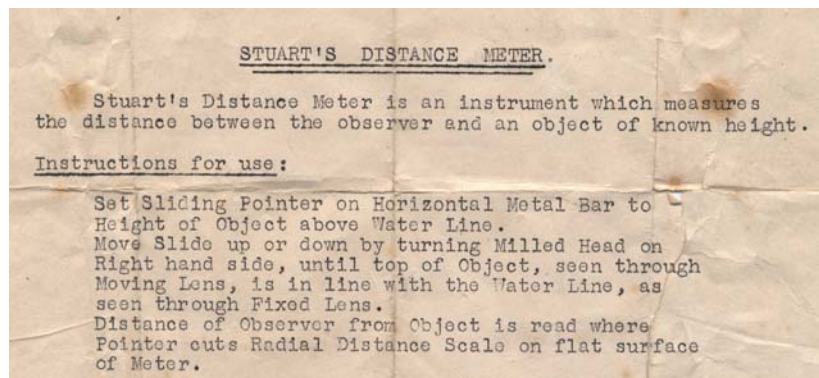 STUART'S DISTANCE METER.
Stuart's Distance Meter is an instrument which measures
the distance between the observer and an object of known height.
Instructions for use:
Set Sliding Pointer on Horizontal Metal Bar to
Height of Object above Water Line.
Move Slide up or down by turning Milled Head on
Right hand side, until top of Object, seen through
Moving Lens, is in line with the Water Line, as
seen through Fixed Lens.
Distance of Observer from Object is read where
Pointer cuts Radial Distance Scale on flat surface
of Meter.